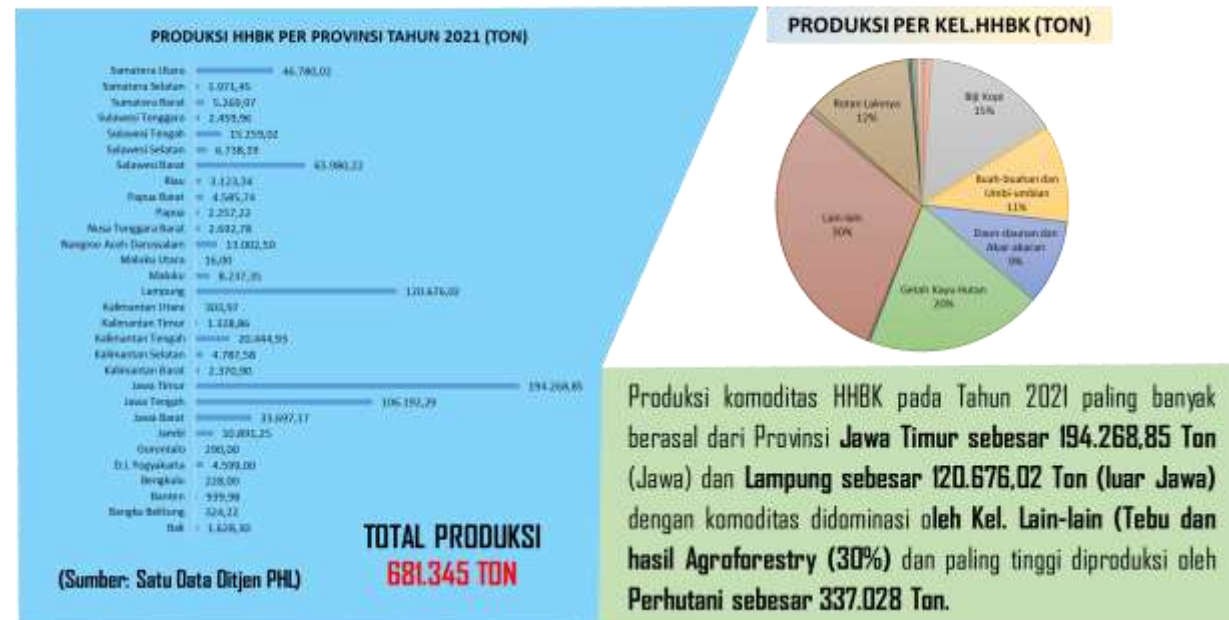 PRODUKSI HHBK PER PROVINSI TAHUN 2021 (TON)
Sumatera Utara 46.780,02
Sumatera Selatan 1.071,45
Sumatera Barat 5.269,97
Sulawesi Tenggara 2.459,96
Sulawesi Tengah 15.259,02
Sulawesi Selatan 6.738,29
Sulawesi Barat 65.980,22
Riau 3.123,24
Papua Barat 4.585,74
Papua 2.257,22
Nusa Tenggara Barat 2.692,78
Nangroe Aceh Darussalam 13.002,50
Maluku Utara 16,00
Maluku 8.237,35
Lampung 120.676,02
Kalimantan Utara 303,97
Kalimantan Timur 1.328,86
Kalimantan Tengah 20.444,95
Kalimantan Selatan 4.787,58
Kalimantan Barat 2.370,90
Jawa Timur 194.268,85
Jawa Tengah 106.192,29
Jawa Barat 33.697,17
Jambi 10.891,25
Gorontalo 290,00
D.I. Yogyakarta 4.599,00
Bengkulu 228,00
Banten 939,98
Bangka Belitung 324,22
Bali 1.628,30
TOTAL PRODUKSI
681.345 TON
(Sumber: Satu Data Ditjen PHL)
PRODUKSI PER KEL.HHBK (TON)
Biji Kopi
15%
Buah-buahan dan
Umbi-umbian
11%
Daun-daunan dan
Akar-akaran
9%
Getah Kayu Hutan
20%
Lain-lain
30%
Rotan Lainnya
12%
Produksi komoditas HHBK pada Tahun 2021 paling banyak
berasal dari Provinsi Jawa Timur sebesar 194.268,85 Ton
(Jawa) dan Lampung sebesar 120.676,02 Ton (luar Jawa)
dengan komoditas didominasi oleh Kel. Lain-lain (Tebu dan
hasil Agroforestry (30%) dan paling tinggi diproduksi oleh
Perhutani sebesar 337.028 Ton.